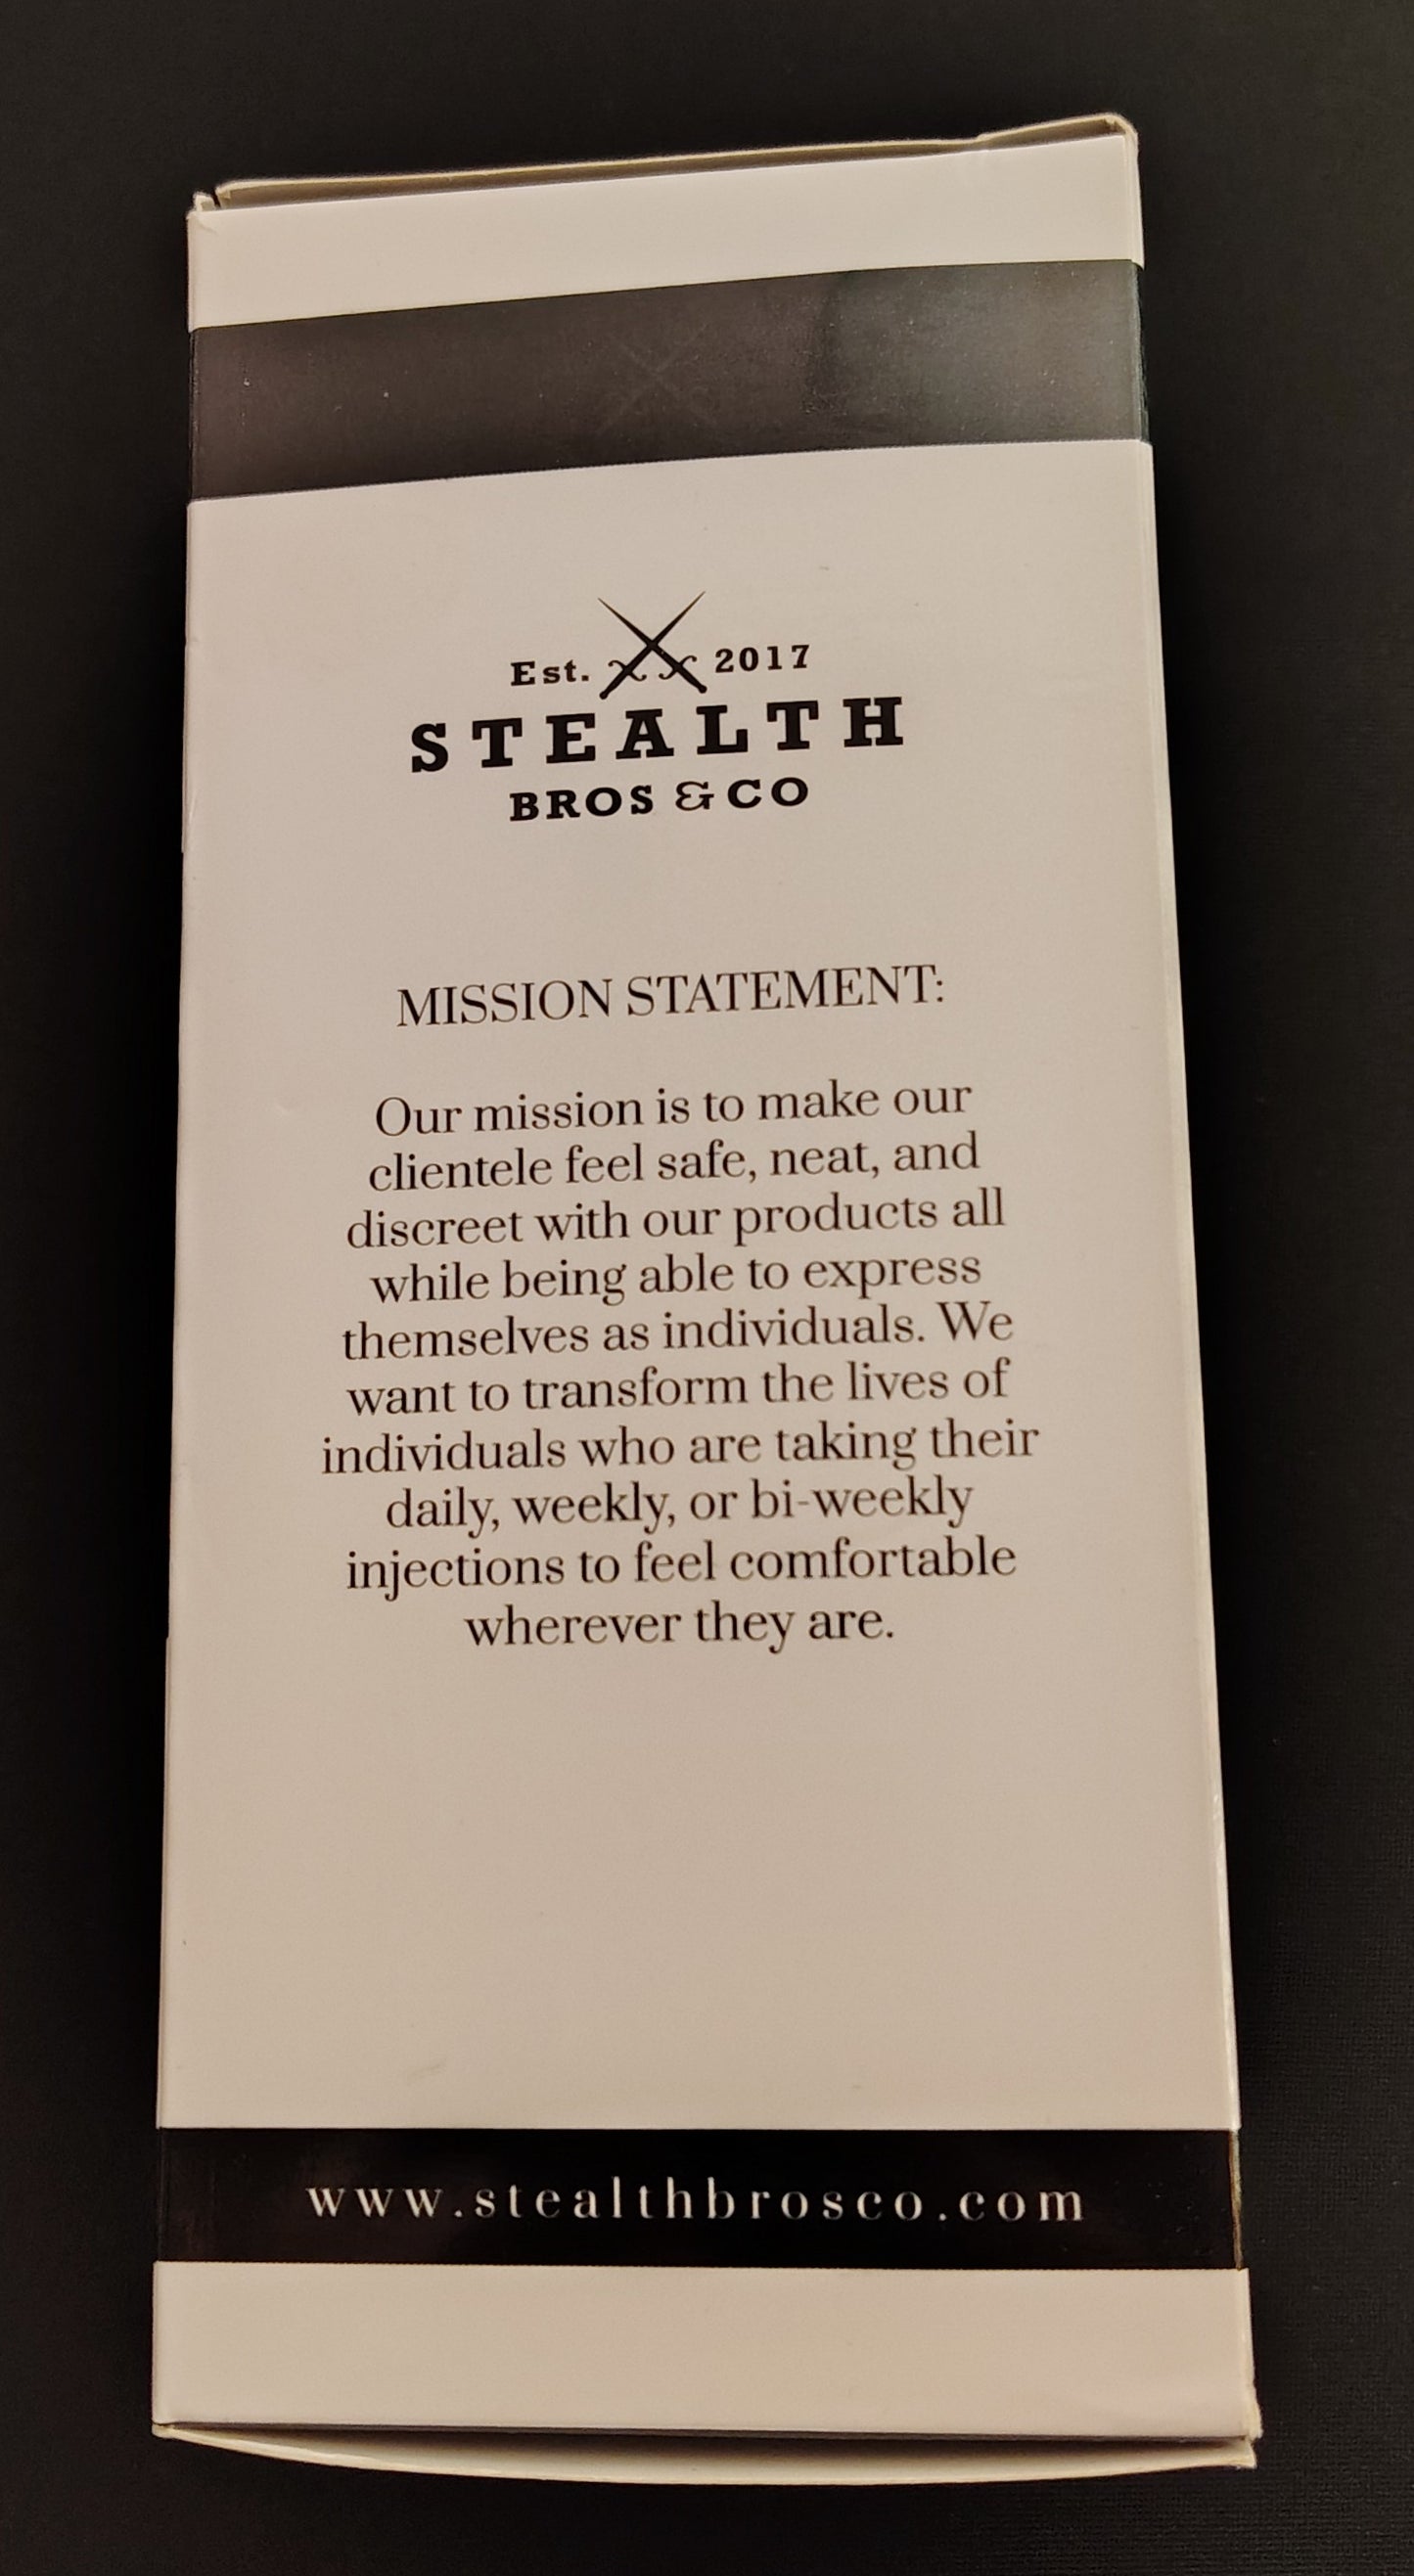 Est. 2017
STEALTH
BROS & CO
MISSION STATEMENT:
Our mission is to make our
clientele feel safe, neat, and
discreet with our products all
while being able to express
themselves as individuals. We
want to transform the lives of
individuals who are taking their
daily, weekly, or bi-weekly
injections to feel comfortable
wherever they are.
www.stealthbrosco.com